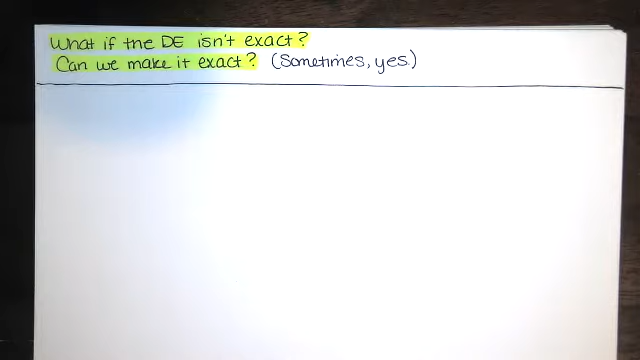 What if the DE isn't exact?
Can we make it exact? (Sometimes, yes.)